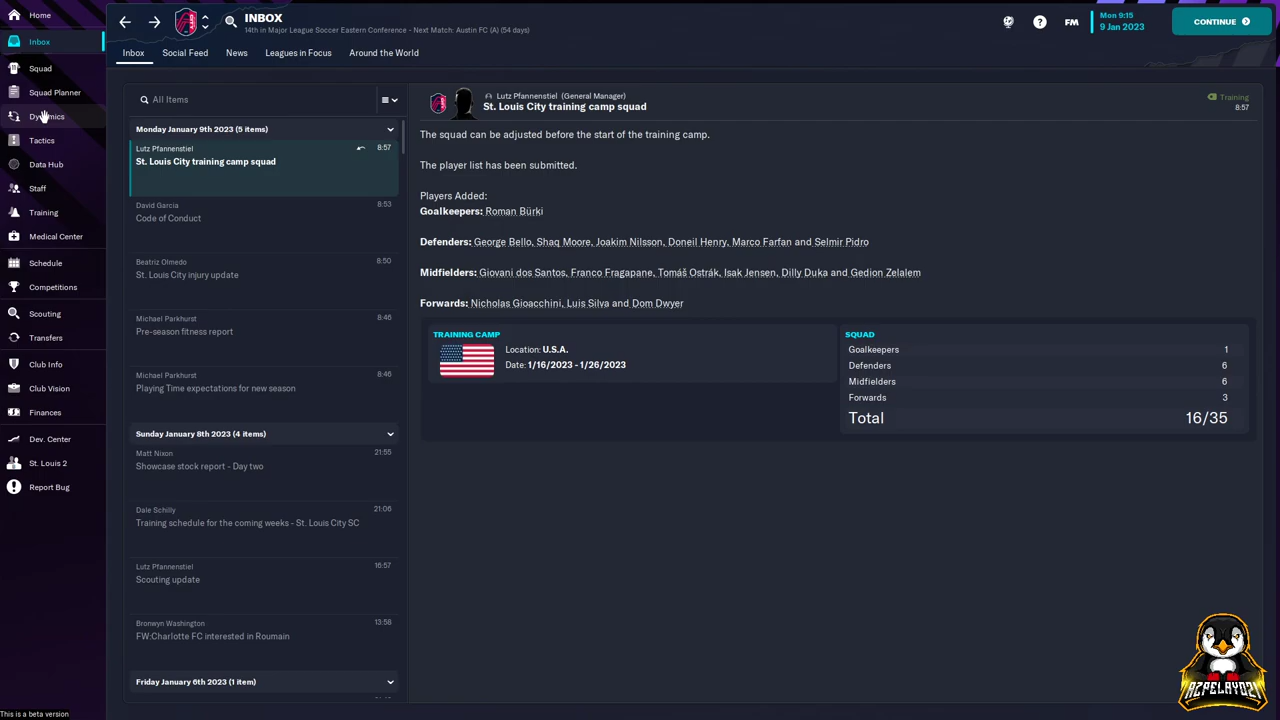 Home
Inbox
Squad
Squad Planner
Dynamics
Tactics
Data Hub
Staff
Training
Medical Center
Schedule
Competitions
Scouting
Transfers
Club Info
Club Vision
Finances
Dev. Center
St. Louis 2
Report Bug
This is a beta version
INBOX
14th in Major League Soccer Eastern Conference - Next Match: Austin FC (A) (54 days)
FM
Mon 9:15
9 Jan 2023
CONTINUE
Inbox
Social Feed
News
Leagues in Focus
Around the World
All Items
Monday January 9th 2023 (5 items)
Lutz Pfannenstiel
8:57
St. Louis City training camp squad
David Garcia
8:53
Code of Conduct
Beatriz Olmedo
8:50
St. Louis City injury update
Michael Parkhurst
8:46
Pre-season fitness report
Michael Parkhurst
8:46
Playing Time expectations for new season
Sunday January 8th 2023 (4 items)
Matt Nixon
21:55
Showcase stock report - Day two
Dale Schilly
21:06
Training schedule for the coming weeks - St. Louis City SC
Lutz Pfannenstiel
16:57
Scouting update
Bronwyn Washington
13:58
FW:Charlotte FC interested in Roumain
Friday January 6th 2023 (1 item)
Lutz Pfannenstiel (General Manager)
St. Louis City training camp squad
Training
8:57
The squad can be adjusted before the start of the training camp.
The player list has been submitted.
Players Added:
Goalkeepers: Roman Bürki
Defenders: George Bello, Shaq Moore, Joakim Nilsson, Doneil Henry, Marco Farfan and Selmir Pidro
Midfielders: Giovani dos Santos, Franco Fragapane, Tomáš Ostrák, Isak Jensen, Dilly Duka and Gedion Zelalem
Forwards: Nicholas Gioacchini, Luis Silva and Dom Dwyer
TRAINING CAMP
Location: U.S.A.
Date: 1/16/2023 - 1/26/2023
SQUAD
Goalkeepers 1
Defenders 6
Midfielders 6
Forwards 3
Total 16/35
AZPELAYO21